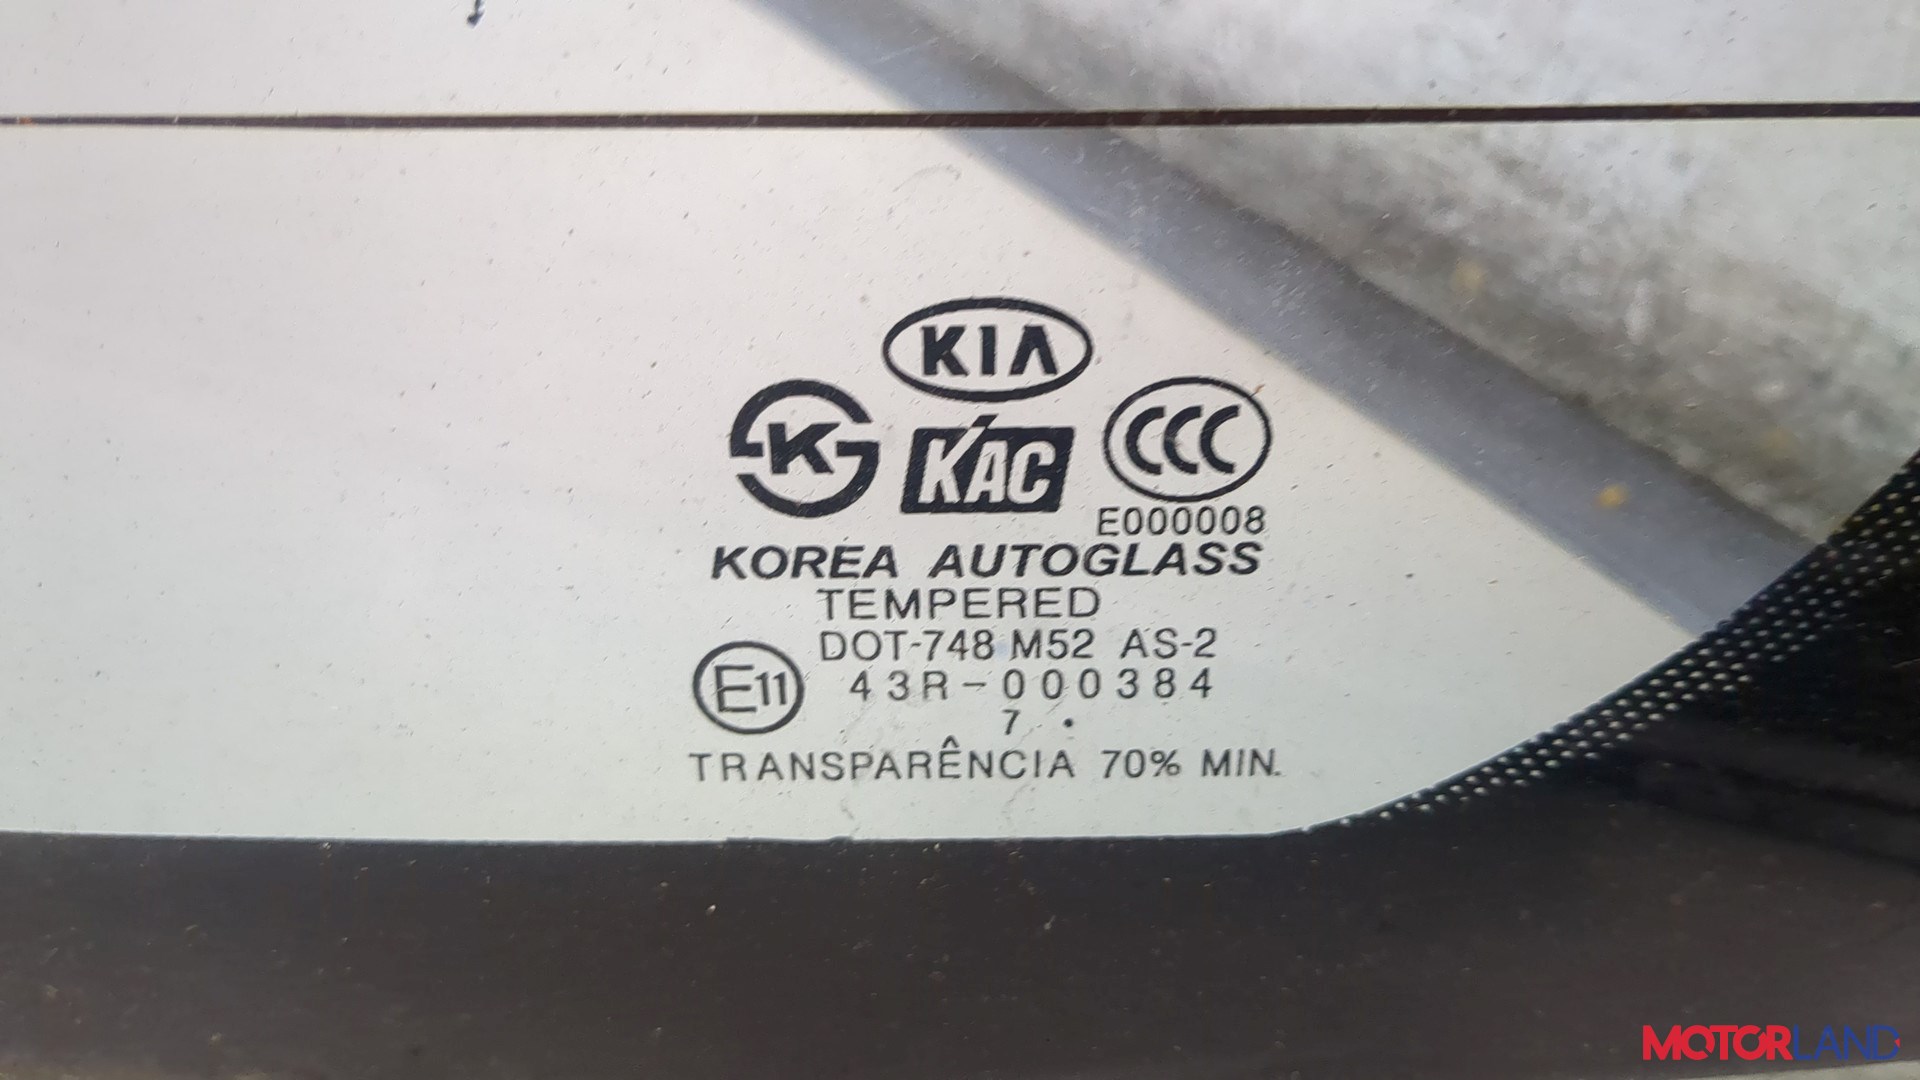 KIA
K
KAC
CCC
E000008
KOREA AUTOGLASS
TEMPERED
DOT-748 M52 AS-2
E11
43R-000384
7 .
TRANSPARÊNCIA 70% MIN.
MOTORLAND